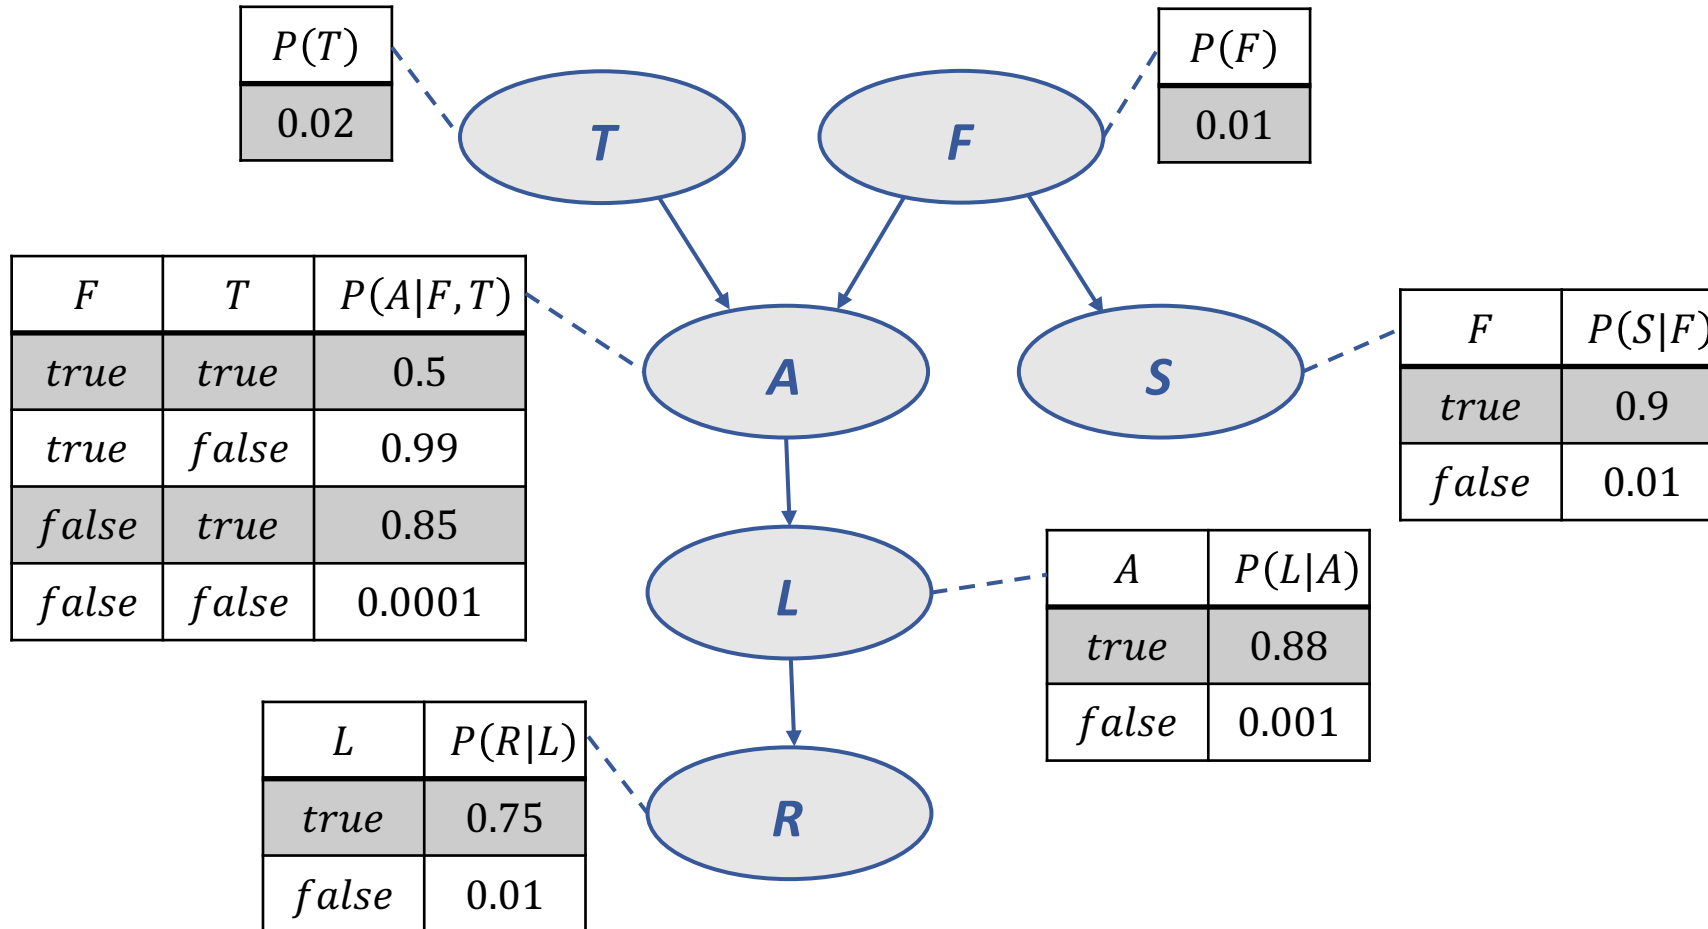 P(T)
0.02
T
F
P(F)
0.01
F T P(A|F,T)
true true 0.5
true false 0.99
false true 0.85
false false 0.0001
A
S
F P(S|F)
true 0.9
false 0.01
L
A P(L|A)
true 0.88
false 0.001
L P(R|L)
true 0.75
false 0.01
R